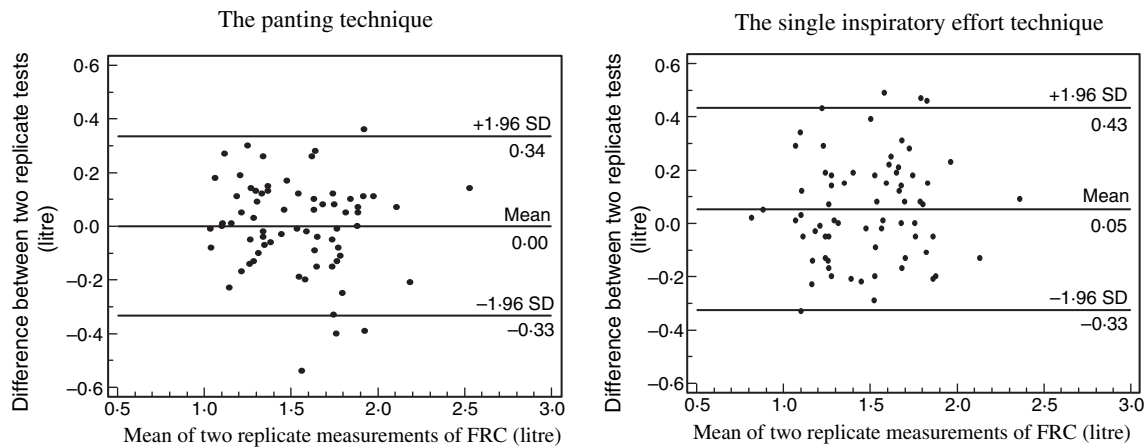 The panting technique
Difference between two replicate tests
(litre)
0·6
0·4
0·2
0·0
−0·2
−0·4
−0·6
+1·96 SD
0·34
Mean
0·00
−1·96 SD
−0·33
0·5 1·0 1·5 2·0 2·5 3·0
Mean of two replicate measurements of FRC (litre)
The single inspiratory effort technique
Difference between two replicate tests
(litre)
0·6
0·4
0·2
0·0
−0·2
−0·4
−0·6
+1·96 SD
0·43
Mean
0·05
−1·96 SD
−0·33
0·5 1·0 1·5 2·0 2·5 3·0
Mean of two replicate measurements of FRC (litre)